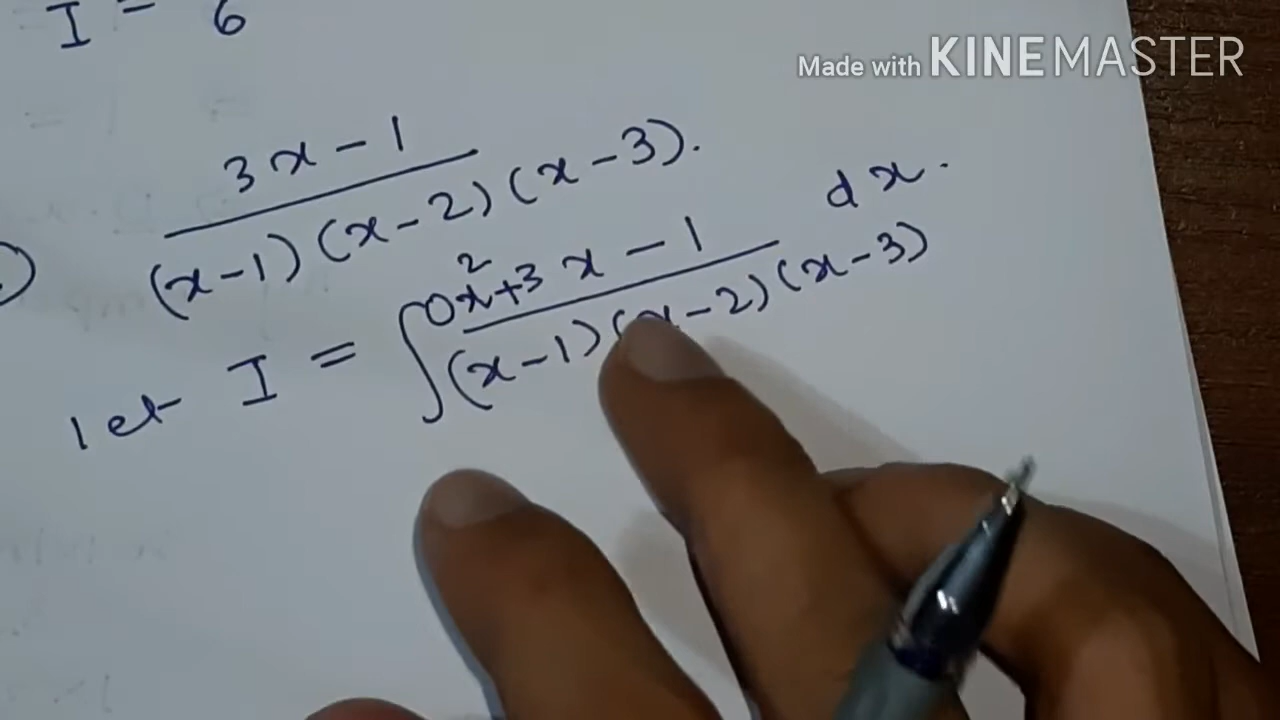 I = 6
Made with KINEMASTER
3x - 1
(x-1) (x-2) (x-3).
let I = ∫ 0x²+3x-1 dx.
(x-1) (x-2) (x-3)